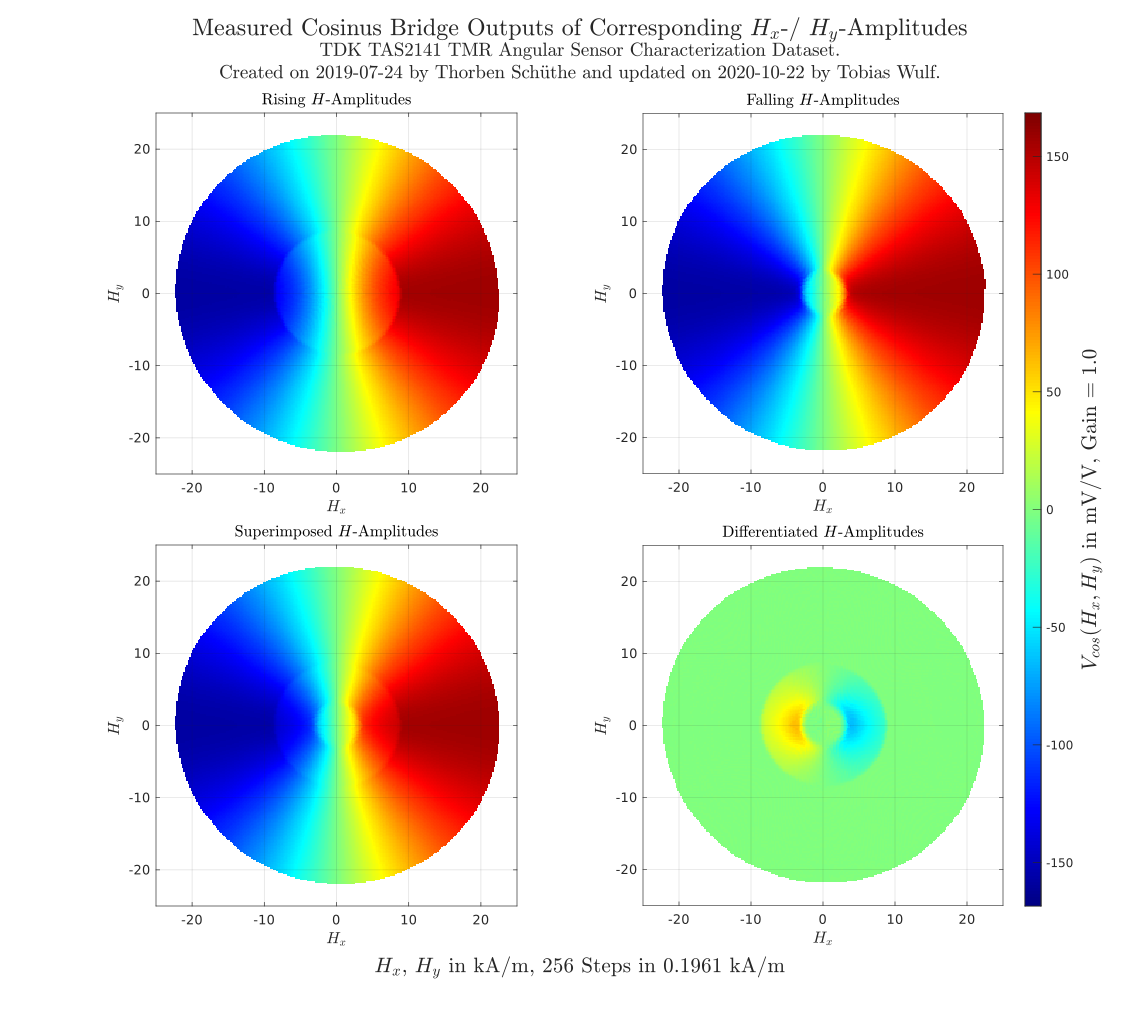 Measured Cosinus Bridge Outputs of Corresponding Hx-/ Hy-Amplitudes
TDK TAS2141 TMR Angular Sensor Characterization Dataset.
Created on 2019-07-24 by Thorben Schüthe and updated on 2020-10-22 by Tobias Wulf.
Rising H-Amplitudes
20
10
0
-10
-20
Hy
-20 -10 0 10 20
Hx
Falling H-Amplitudes
20
10
0
-10
-20
Hy
-20 -10 0 10 20
Hx
Superimposed H-Amplitudes
20
10
0
-10
-20
Hy
-20 -10 0 10 20
Hx
Differentiated H-Amplitudes
20
10
0
-10
-20
Hy
-20 -10 0 10 20
Hx
150
100
50
0
-50
-100
-150
Vcos(Hx, Hy) in mV/V, Gain = 1.0
Hx, Hy in kA/m, 256 Steps in 0.1961 kA/m